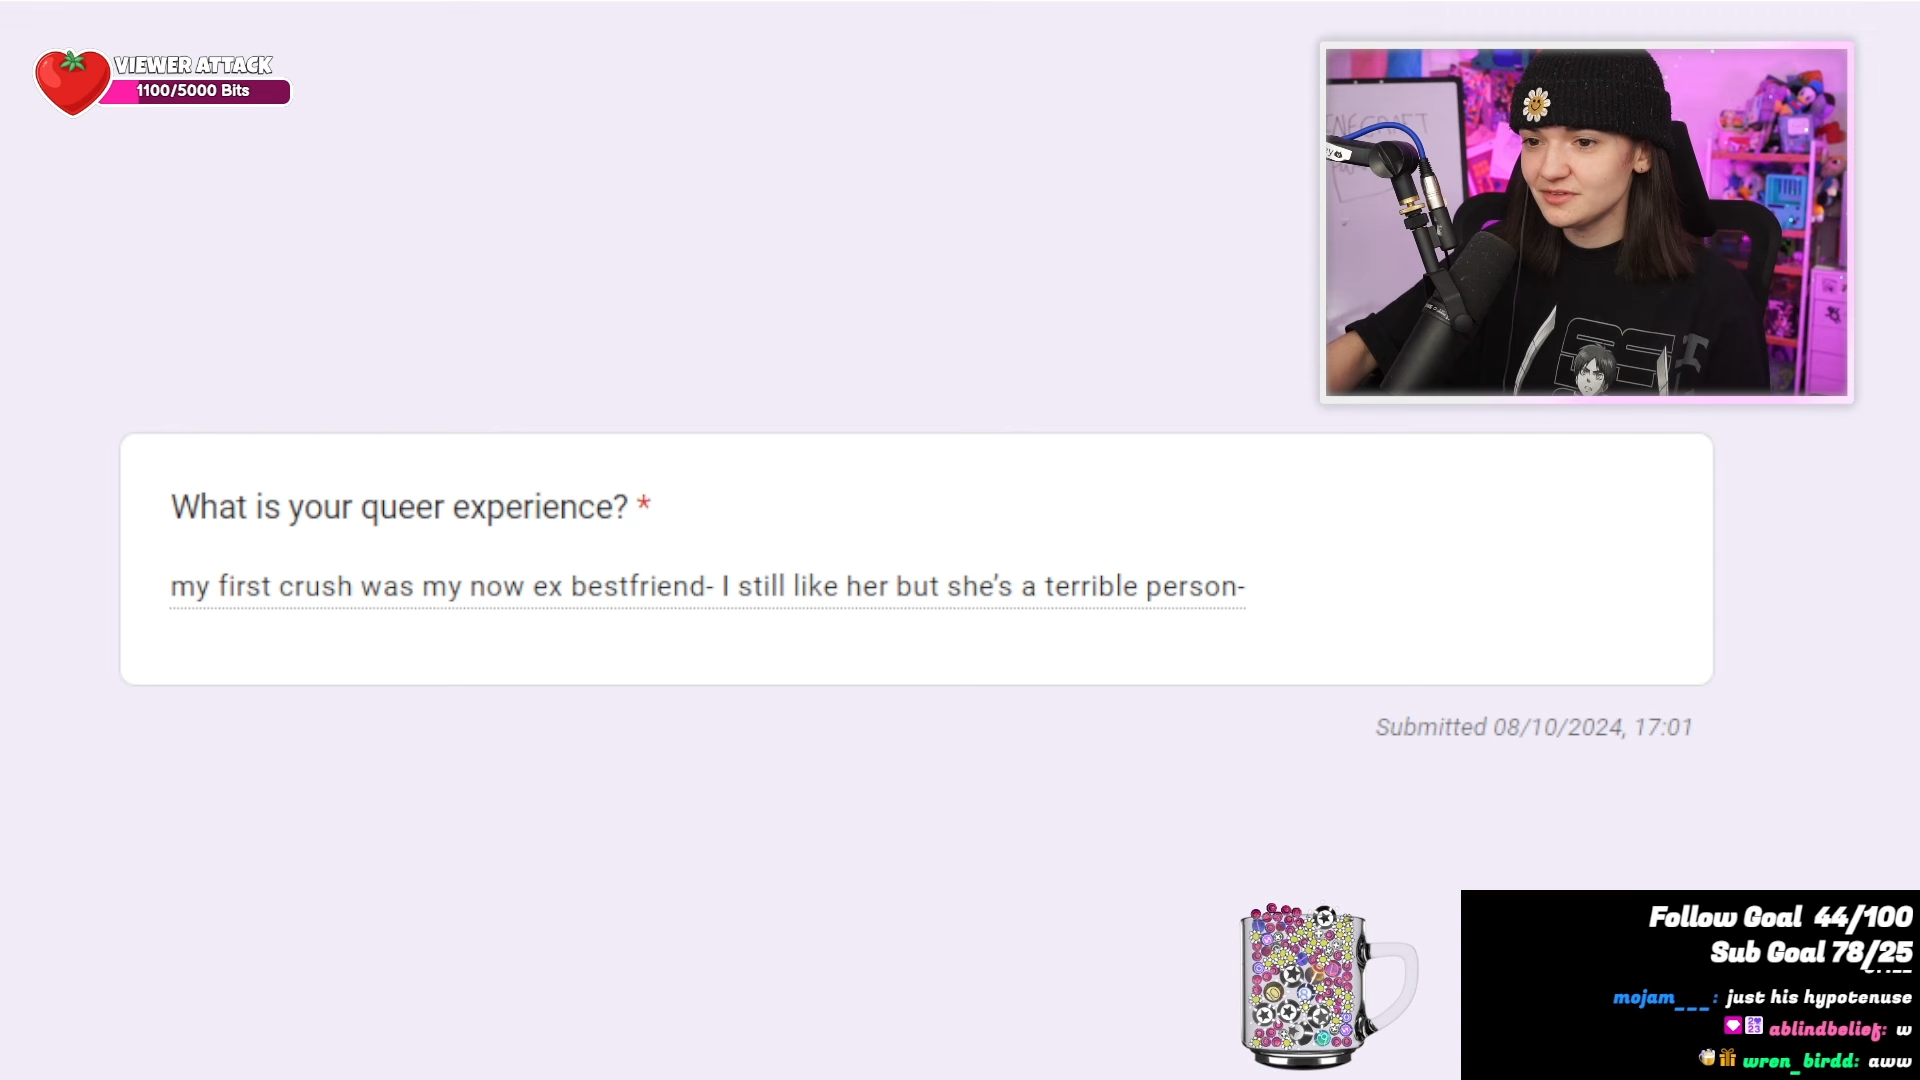 VIEWER ATTACK
1100/5000 Bits
What is your queer experience? *
my first crush was my now ex bestfriend- I still like her but she’s a terrible person-
Submitted 08/10/2024, 17:01
Follow Goal 44/100
Sub Goal 78/25
mojam___: just his hypotenuse
ablindbelief: w
wren_birdd: aww